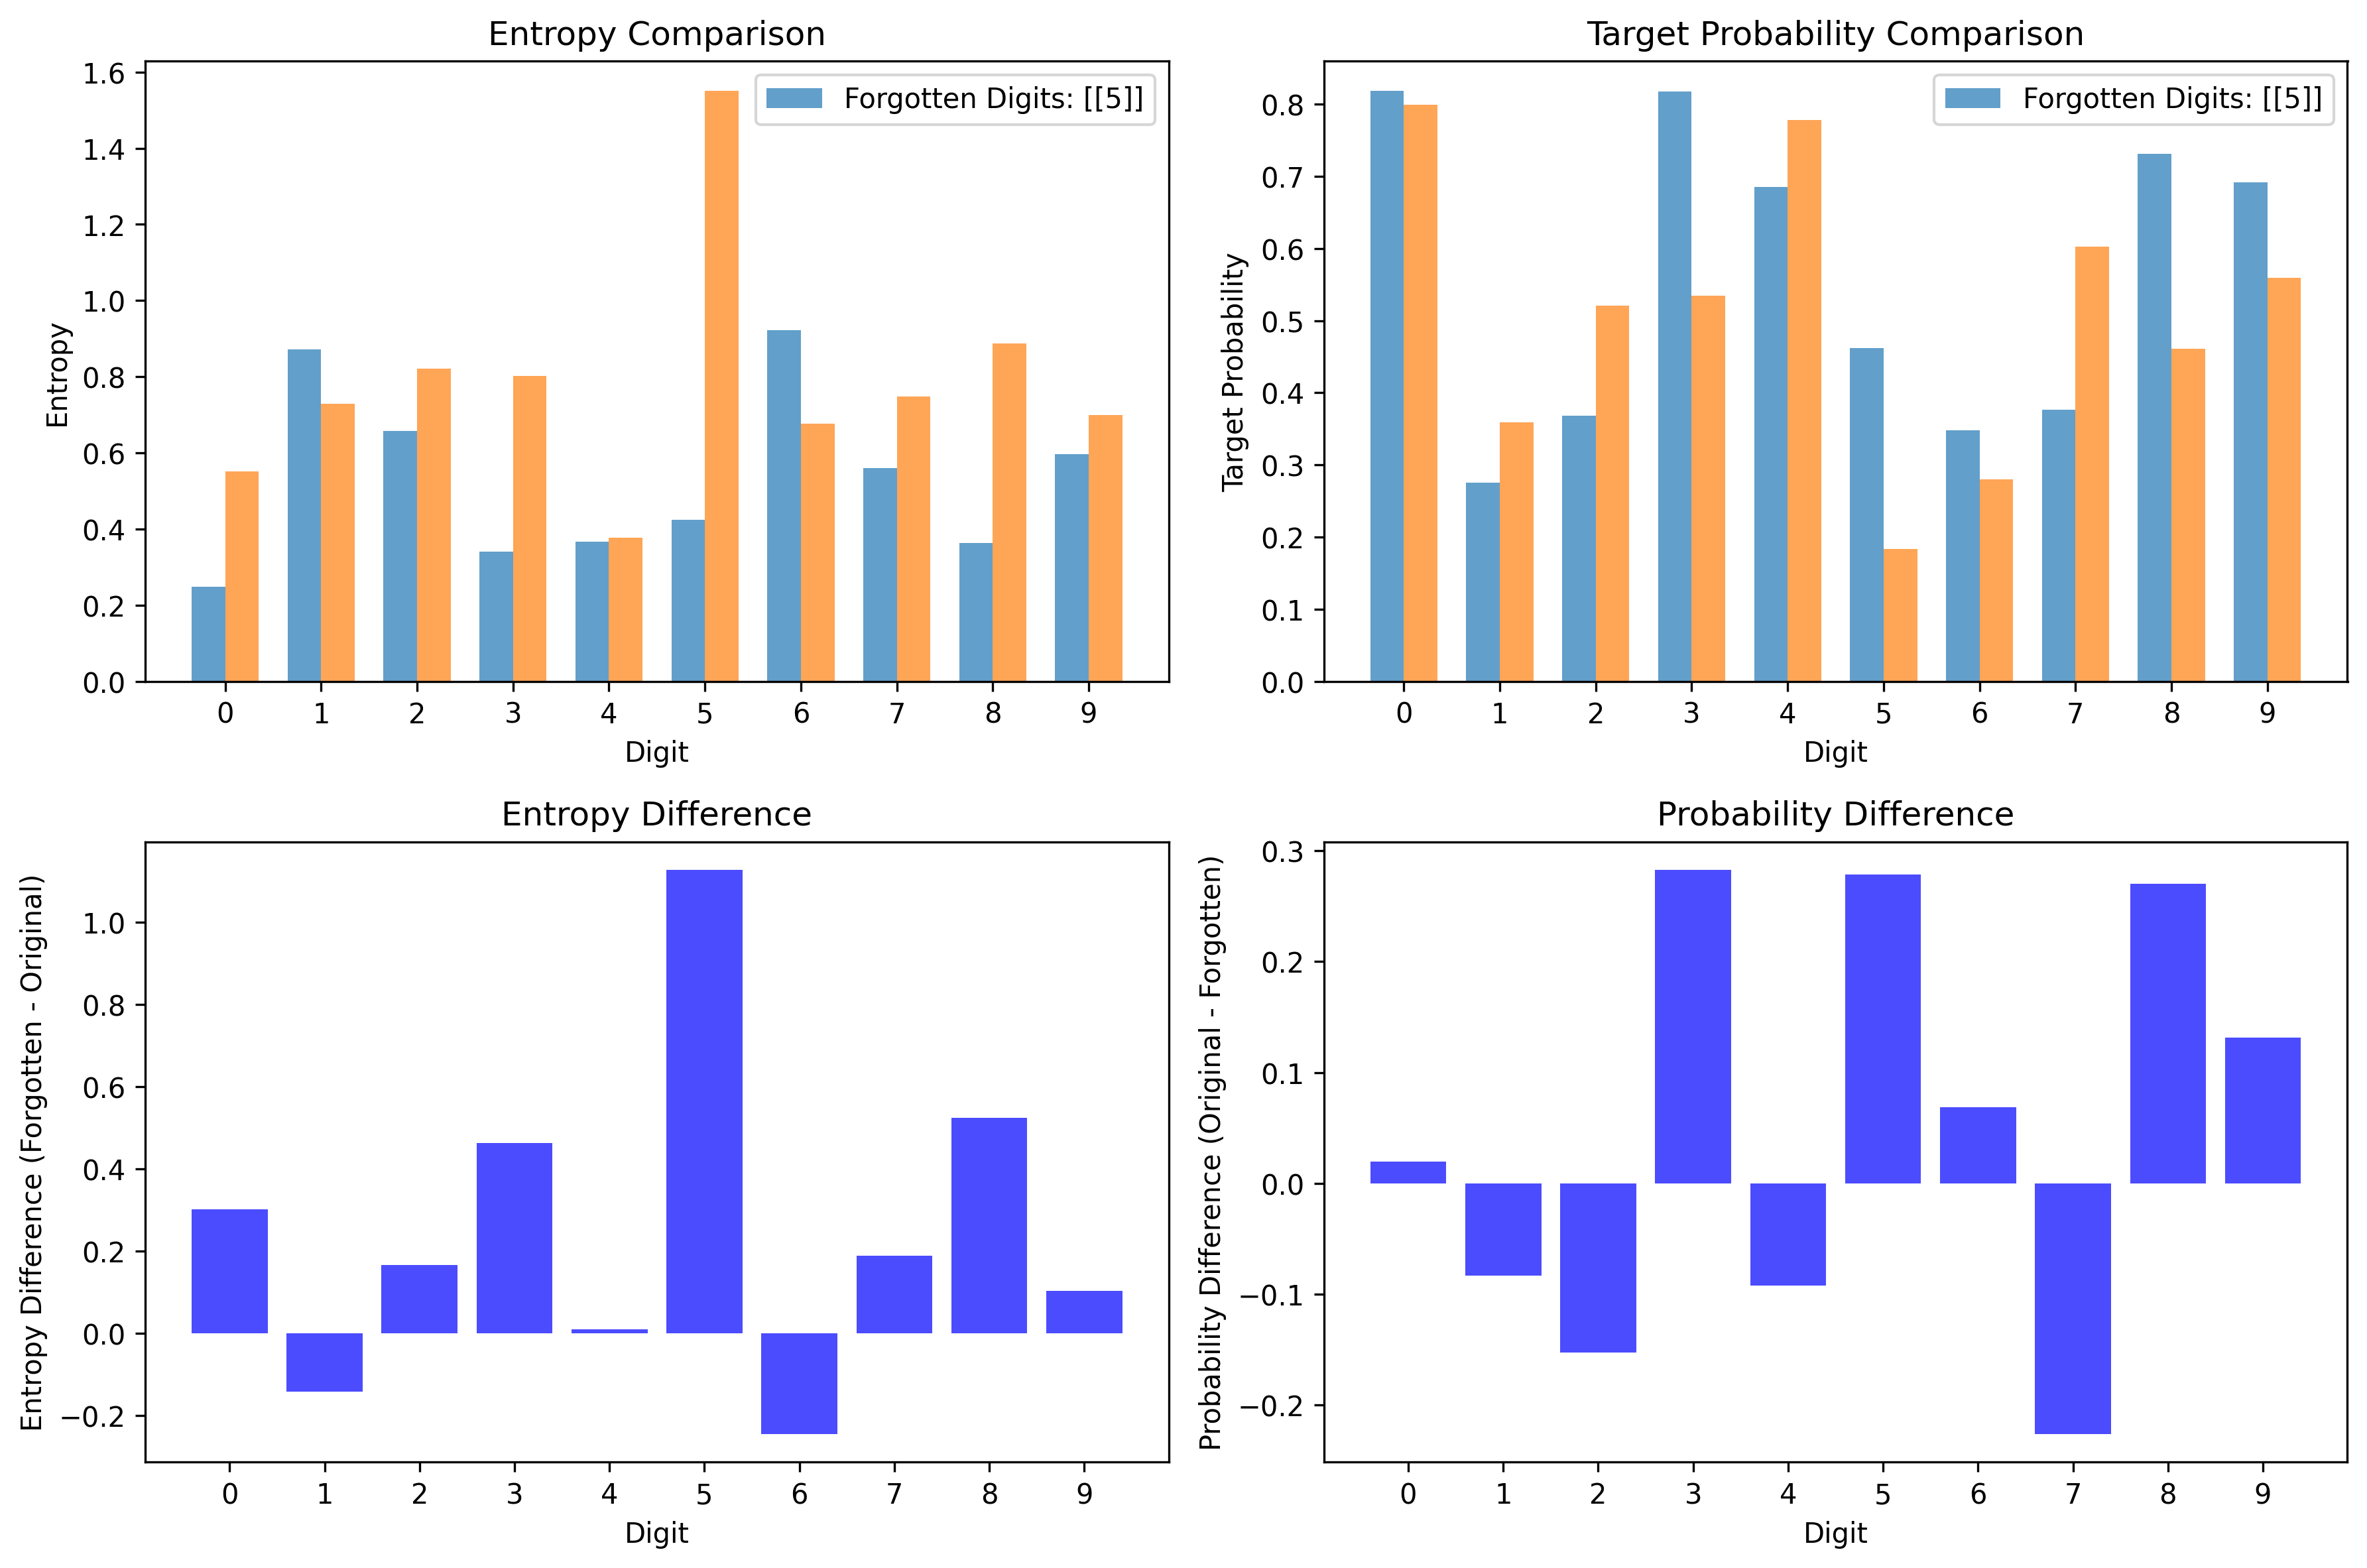 Entropy Comparison
1.6
1.4
1.2
1.0
0.8
0.6
0.4
0.2
0.0
Entropy
Forgotten Digits: [[5]]
0 1 2 3 4 5 6 7 8 9
Digit
Target Probability Comparison
0.8
0.7
0.6
0.5
0.4
0.3
0.2
0.1
0.0
Target Probability
Forgotten Digits: [[5]]
0 1 2 3 4 5 6 7 8 9
Digit
Entropy Difference
1.0
0.8
0.6
0.4
0.2
0.0
−0.2
Entropy Difference (Forgotten - Original)
0 1 2 3 4 5 6 7 8 9
Digit
Probability Difference
0.3
0.2
0.1
0.0
−0.1
−0.2
Probability Difference (Original - Forgotten)
0 1 2 3 4 5 6 7 8 9
Digit